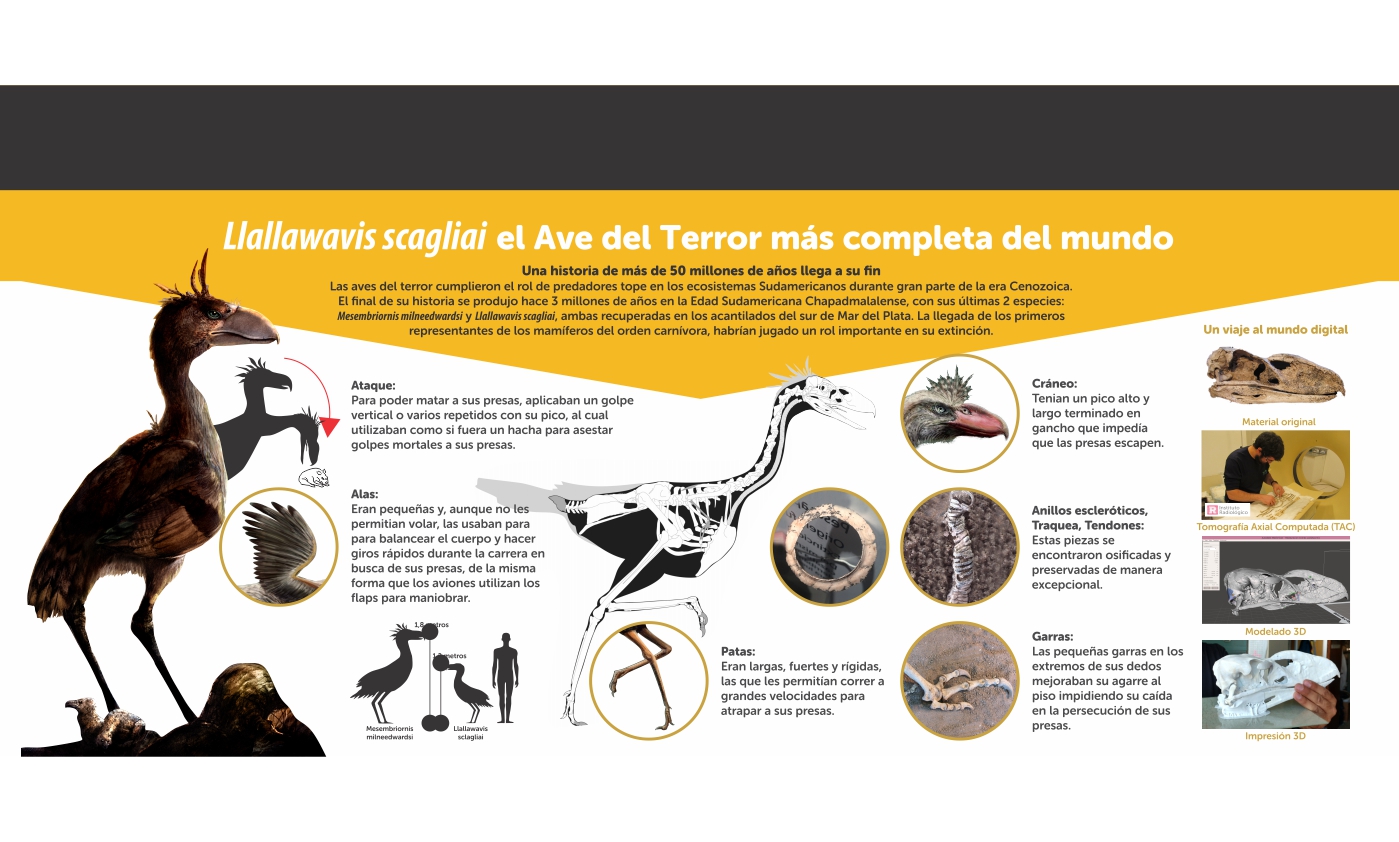 Llallawavis scagliai el Ave del Terror más completa del mundo
Una historia de más de 50 millones de años llega a su fin
Las aves del terror cumplieron el rol de predadores tope en los ecosistemas Sudamericanos durante gran parte de la era Cenozoica.
El final de su historia se produjo hace 3 millones de años en la Edad Sudamericana Chapadmalalense, con sus últimas 2 especies:
Mesembriornis milneedwardsi y Llallawavis scagliai, ambas recuperadas en los acantilados del sur de Mar del Plata. La llegada de los primeros
representantes de los mamíferos del orden carnívora, habrían jugado un rol importante en su extinción.
Ataque:
Para poder matar a sus presas, aplicaban un golpe
vertical o varios repetidos con su pico, al cual
utilizaban como si fuera un hacha para asestar
golpes mortales a sus presas.
Alas:
Eran pequeñas y, aunque no les
permitian volar, las usaban para
para balancear el cuerpo y hacer
giros rápidos durante la carrera en
busca de sus presas, de la misma
forma que los aviones utilizan los
flaps para maniobrar.
Mesembriornis
milneedwardsi
Llallawavis
sclagliai
Patas:
Eran largas, fuertes y rígidas,
las que les permitían correr a
grandes velocidades para
atrapar a sus presas.
Cráneo:
Tenian un pico alto y
largo terminado en
gancho que impedía
que las presas escapen.
Anillos escleróticos,
Traquea, Tendones:
Estas piezas se
encontraron osificadas y
preservadas de manera
excepcional.
Garras:
Las pequeñas garras en los
extremos de sus dedos
mejoraban su agarre al
piso impidiendo su caída
en la persecución de sus
presas.
Un viaje al mundo digital
Material original
Instituto
Radiológico
Tomografía Axial Computada (TAC)
Modelado 3D
Impresión 3D